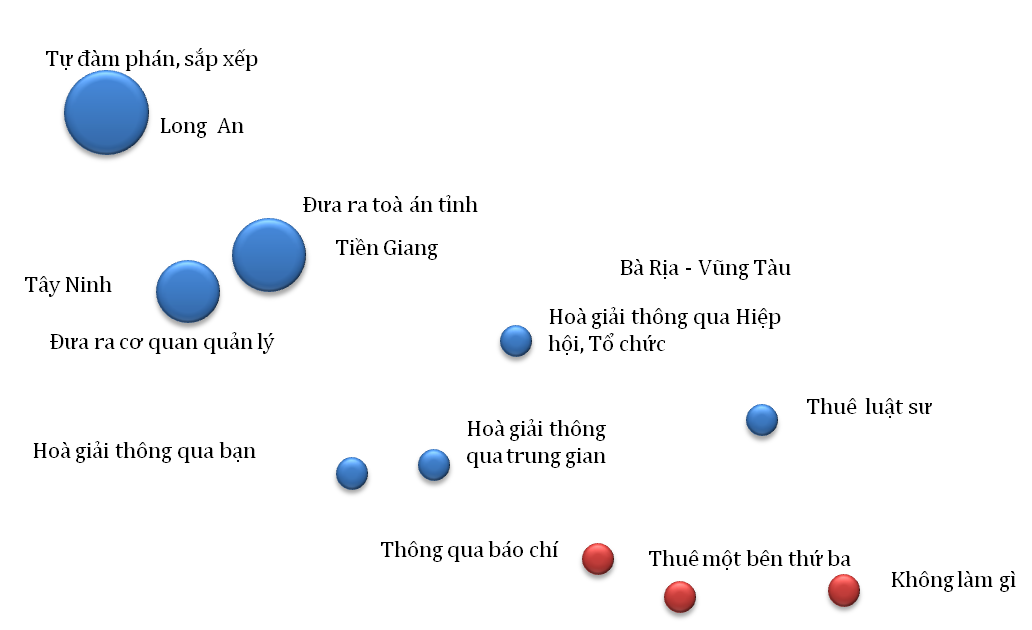 Tự đàm phán, sắp xếp
Long An
Đưa ra toà án tỉnh
Tiền Giang
Bà Rịa - Vũng Tàu
Tây Ninh
Đưa ra cơ quan quản lý
Hoà giải thông qua Hiệp
hội, Tổ chức
Thuê luật sư
Hoà giải thông qua bạn
Hoà giải thông
qua trung gian
Thông qua báo chí
Thuê một bên thứ ba
Không làm gì